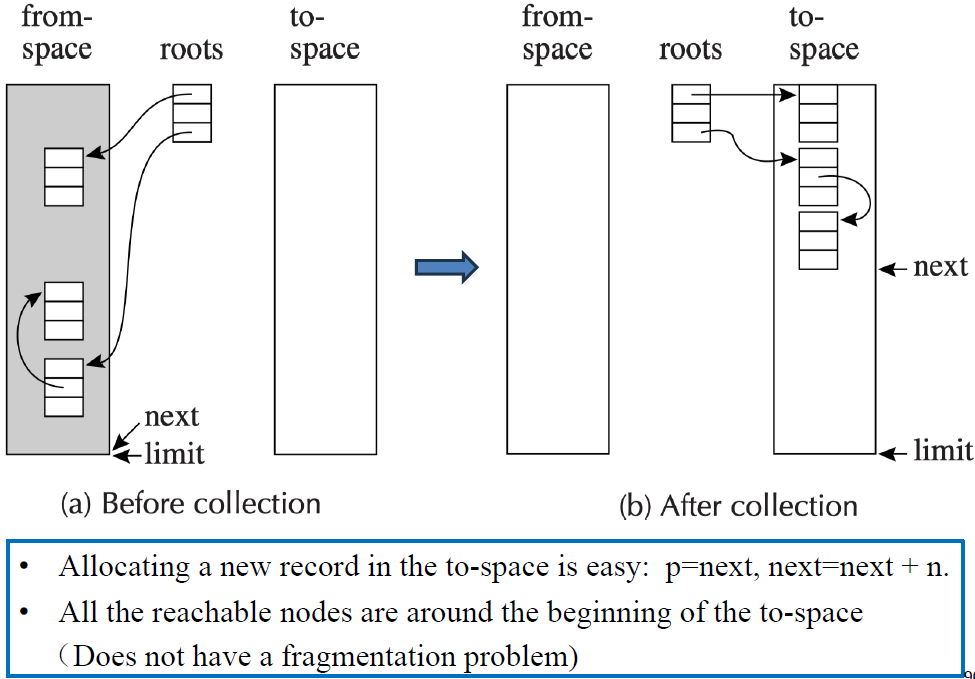 from-
space
roots
to-
space
from-
space
roots
to-
space
next
limit
next
limit
(a) Before collection
(b) After collection
• Allocating a new record in the to-space is easy: p=next, next=next + n.
• All the reachable nodes are around the beginning of the to-space
（Does not have a fragmentation problem)